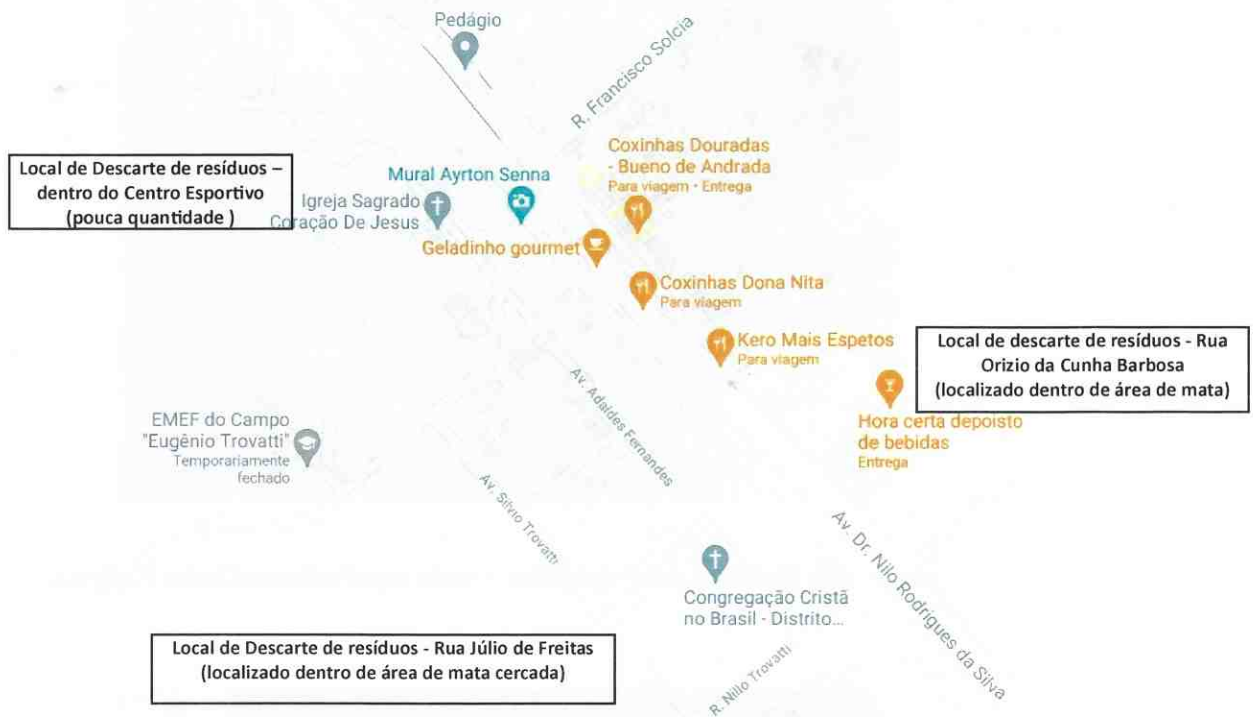 Pedágio
R. Francisco Solcia
Local de Descarte de resíduos –
dentro do Centro Esportivo
(pouca quantidade )
Mural Ayrton Senna
Igreja Sagrado
Coração De Jesus
Coxinhas Douradas
- Bueno de Andrada
Para viagem · Entrega
Geladinho gourmet
Coxinhas Dona Nita
Para viagem
Kero Mais Espetos
Para viagem
Local de descarte de resíduos - Rua
Orizio da Cunha Barbosa
(localizado dentro de área de mata)
Hora certa depoisto
de bebidas
Entrega
Av. Adaldes Fernandes
EMEF do Campo
"Eugênio Trovatti"
Temporariamente
fechado
Av. Silvio Trovatti
Av. Dr. Nilo Rodrigues da Silva
Congregação Cristã
no Brasil - Distrito...
Local de Descarte de resíduos - Rua Júlio de Freitas
(localizado dentro de área de mata cercada)
R. Nilio Trovatti